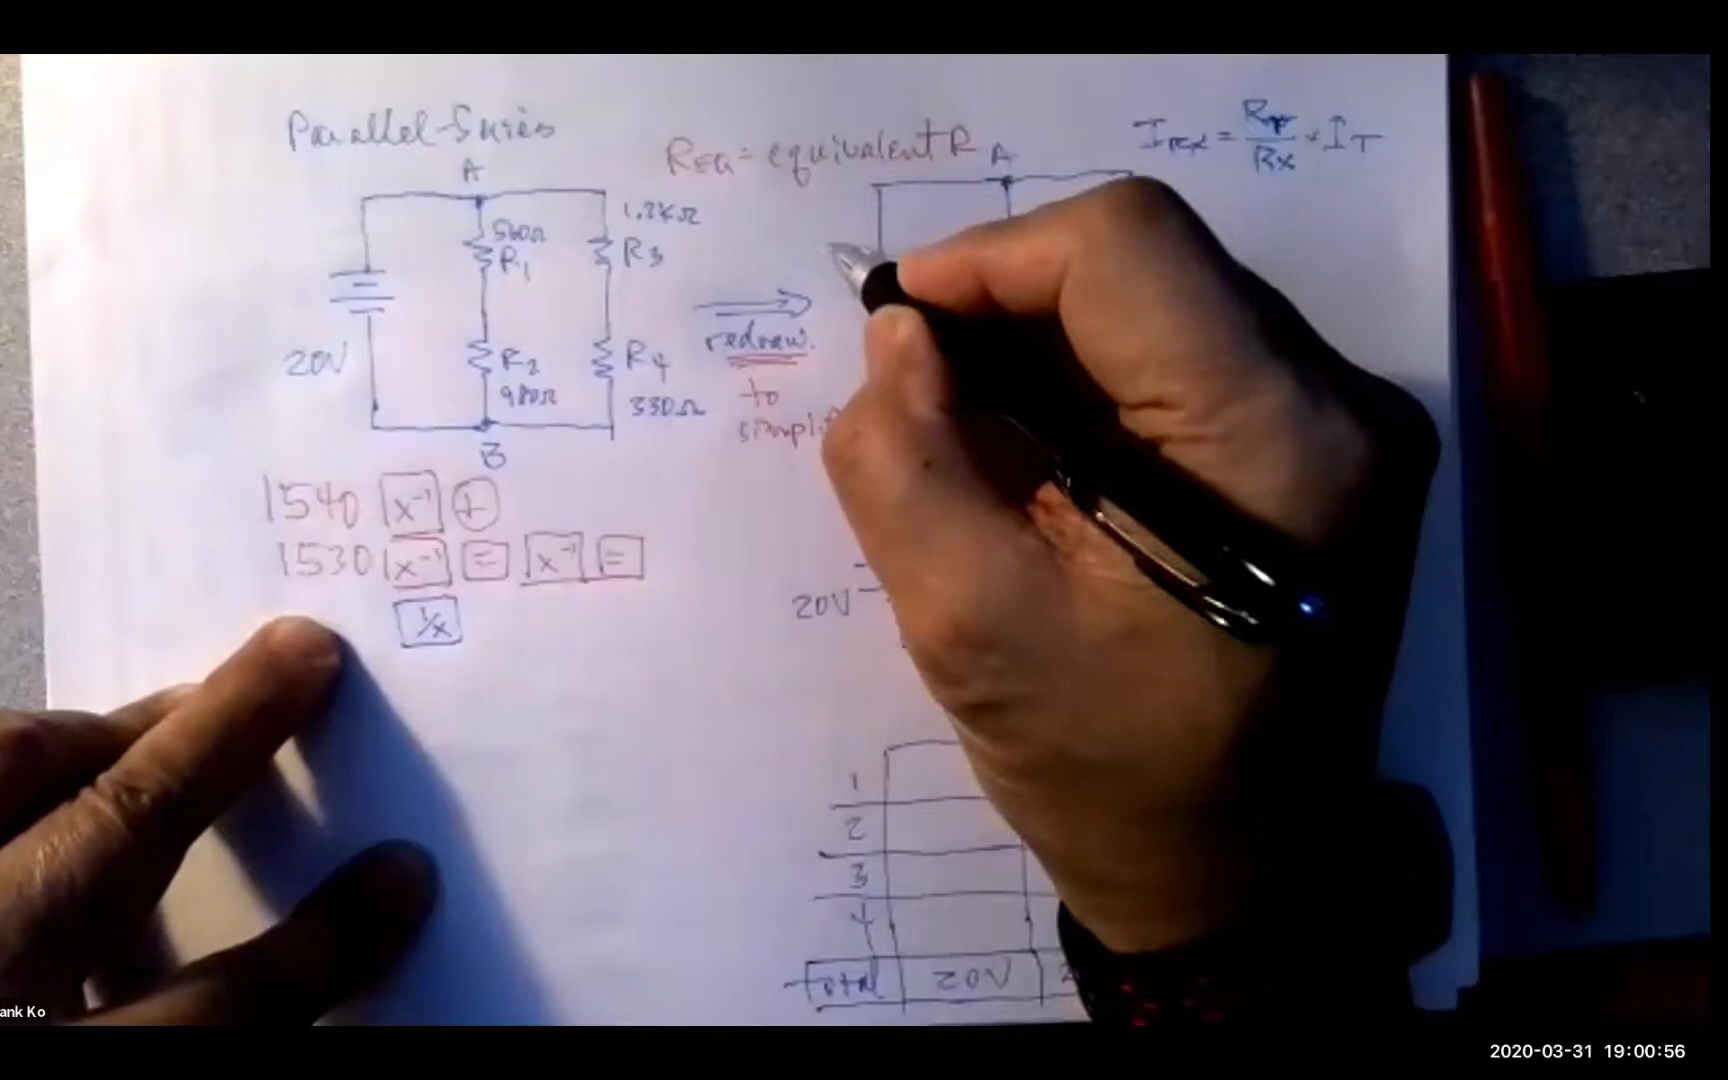 Parallel-Series
A
REQ = equivalent R
A
IRX = RT/RX · IT
560Ω
R1
1.2KΩ
R3
20V
R2
980Ω
R4
330Ω
B
redraw.
to
1540 x⁻¹ +
1530 x⁻¹ = x⁻¹ =
1/x
20V
1
2
3
4
total 20V
ank Ko
2020-03-31 19:00:56